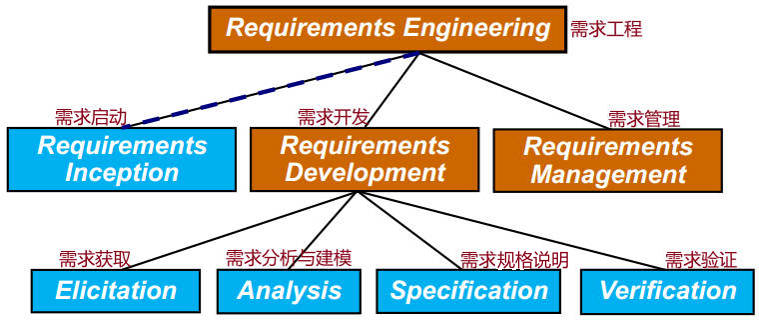 Requirements Engineering 需求工程
需求启动 需求开发 需求管理
Requirements Inception
Requirements Development
Requirements Management
需求获取 需求分析与建模 需求规格说明 需求验证
Elicitation Analysis Specification Verification